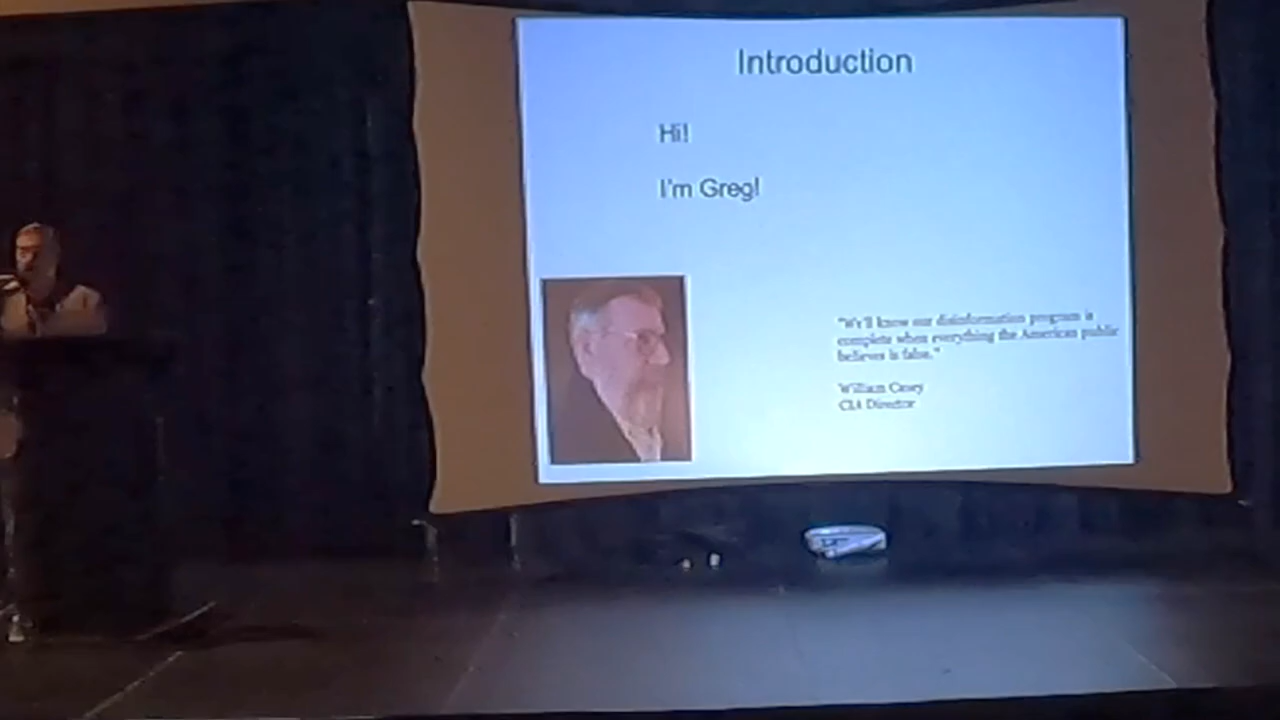 Introduction
Hi!
I'm Greg!
"We'll know our disinformation program is
complete when everything the American public
believes is false."
William Casey
CIA Director